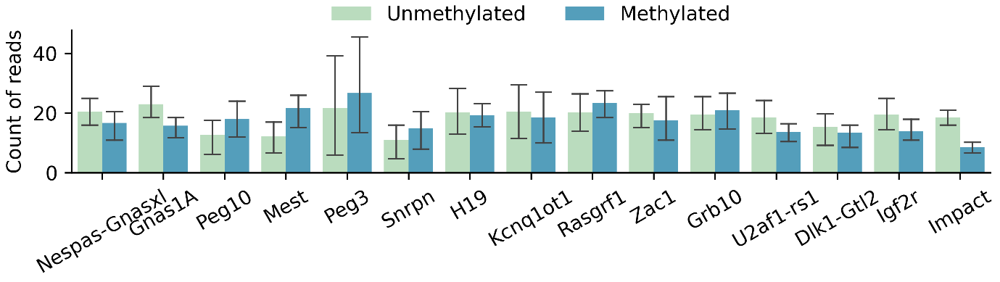 Unmethylated Methylated
Count of reads
40
20
0
Nespas-Gnasxl
Gnas1A
Peg10
Mest
Peg3
Snrpn
H19
Kcnq1ot1
Rasgrf1
Zac1
Grb10
U2af1-rs1
Dlk1-Gtl2
Igf2r
Impact